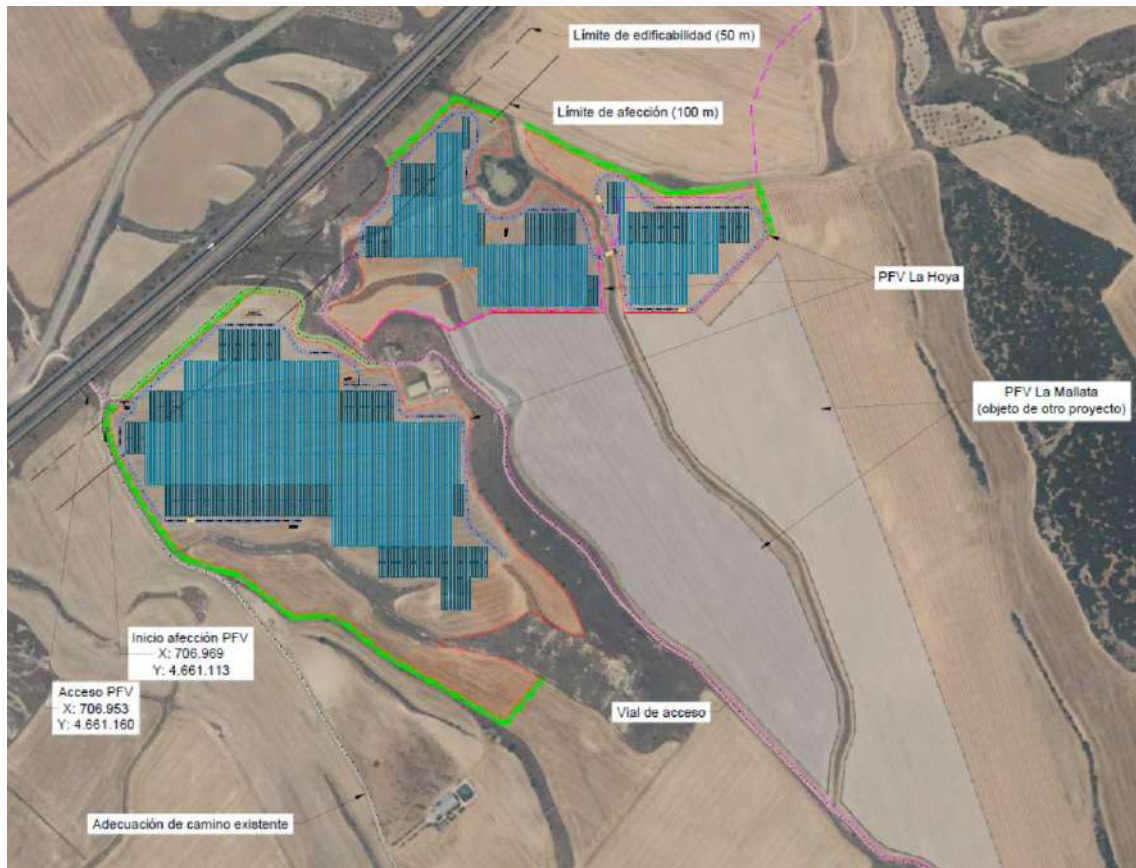 Límite de edificabilidad (50 m)
Límite de afección (100 m)
PFV La Hoya
PFV La Mallata
(objeto de otro proyecto)
Inicio afección PFV
X: 706.969
Y: 4.661.113
Acceso PFV
X: 706.953
Y: 4.661.160
Vial de acceso
Adecuación de camino existente